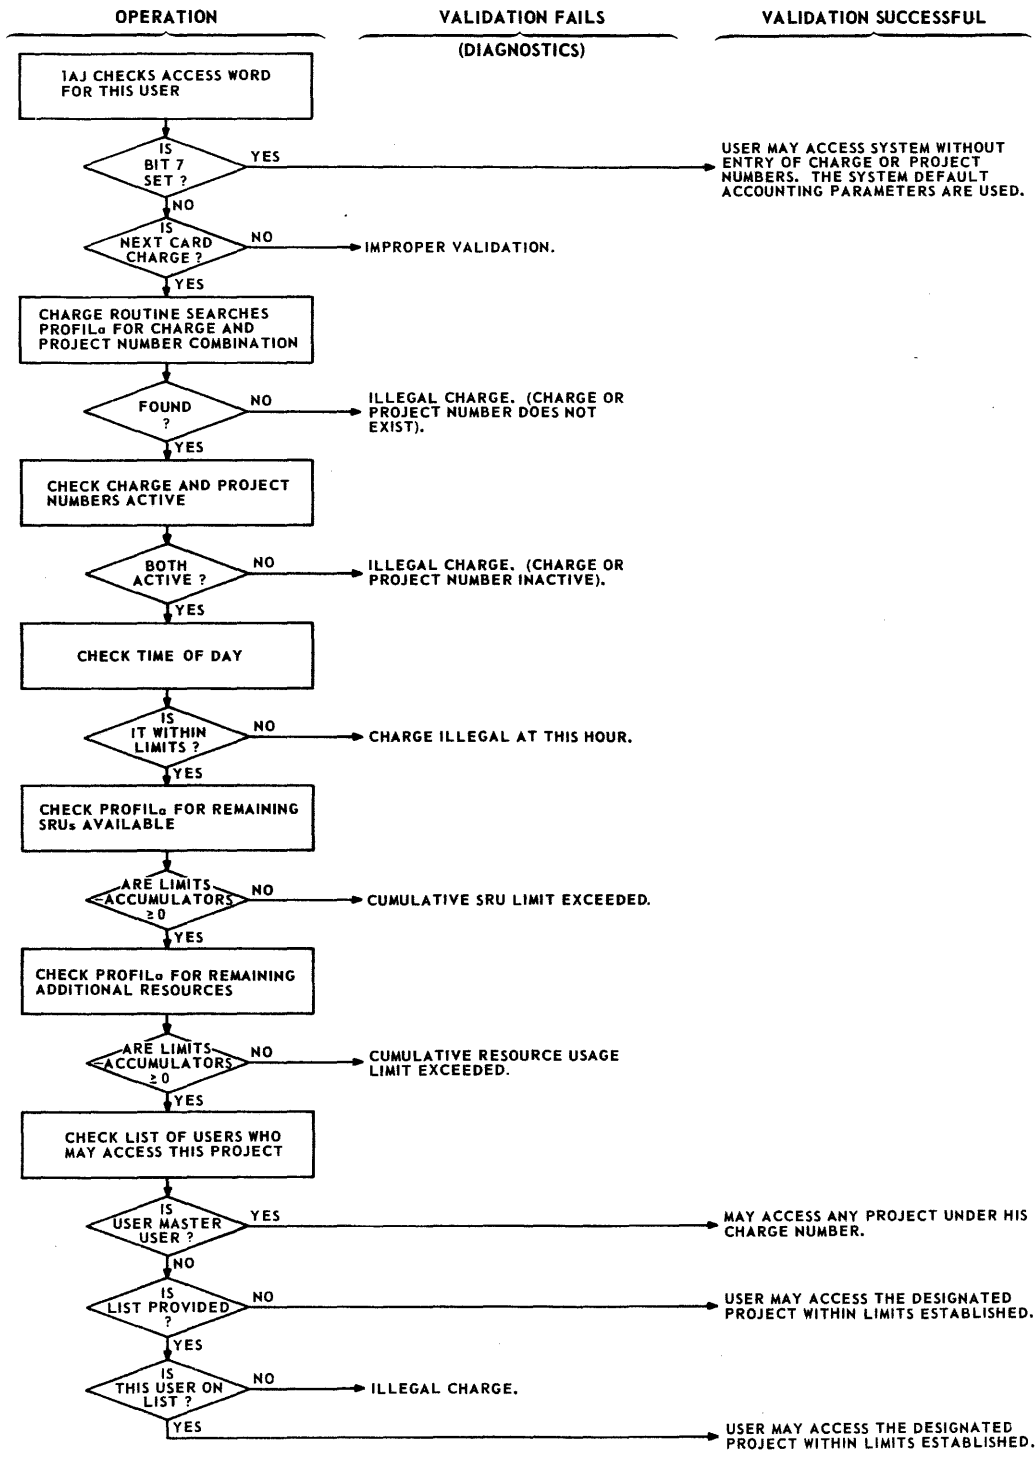 OPERATION
VALIDATION FAILS
VALIDATION SUCCESSFUL
(DIAGNOSTICS)
1AJ CHECKS ACCESS WORD
FOR THIS USER
IS
BIT 7
SET ?
YES
USER MAY ACCESS SYSTEM WITHOUT
ENTRY OF CHARGE OR PROJECT
NUMBERS. THE SYSTEM DEFAULT
ACCOUNTING PARAMETERS ARE USED.
NO
IS
NEXT CARD
CHARGE ?
NO
IMPROPER VALIDATION.
YES
CHARGE ROUTINE SEARCHES
PROFILa FOR CHARGE AND
PROJECT NUMBER COMBINATION
FOUND
?
NO
ILLEGAL CHARGE. (CHARGE OR
PROJECT NUMBER DOES NOT
EXIST).
YES
CHECK CHARGE AND PROJECT
NUMBERS ACTIVE
BOTH
ACTIVE ?
NO
ILLEGAL CHARGE. (CHARGE OR
PROJECT NUMBER INACTIVE).
YES
CHECK TIME OF DAY
IS
IT WITHIN
LIMITS ?
NO
CHARGE ILLEGAL AT THIS HOUR.
YES
CHECK PROFILa FOR REMAINING
SRUs AVAILABLE
ARE LIMITS
-ACCUMULATORS
≥0
NO
CUMULATIVE SRU LIMIT EXCEEDED.
YES
CHECK PROFILa FOR REMAINING
ADDITIONAL RESOURCES
ARE LIMITS
-ACCUMULATORS
≥0
NO
CUMULATIVE RESOURCE USAGE
LIMIT EXCEEDED.
YES
CHECK LIST OF USERS WHO
MAY ACCESS THIS PROJECT
IS
USER MASTER
USER ?
YES
MAY ACCESS ANY PROJECT UNDER HIS
CHARGE NUMBER.
NO
IS
LIST PROVIDED
?
NO
USER MAY ACCESS THE DESIGNATED
PROJECT WITHIN LIMITS ESTABLISHED.
YES
IS
THIS USER ON
LIST ?
NO
ILLEGAL CHARGE.
YES
USER MAY ACCESS THE DESIGNATED
PROJECT WITHIN LIMITS ESTABLISHED.